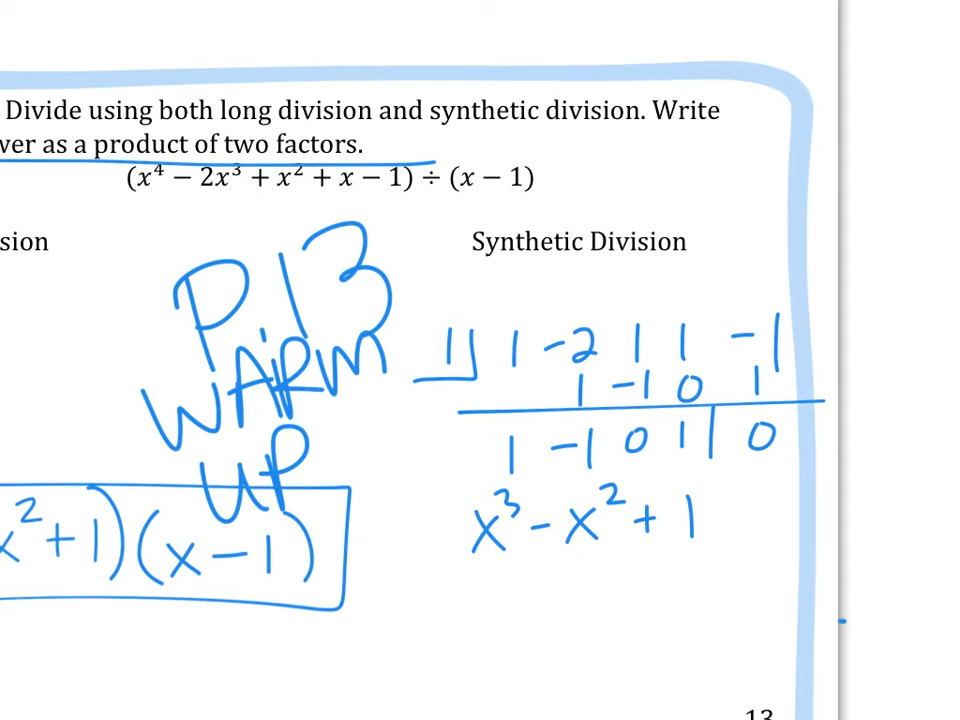 Divide using both long division and synthetic division. Write
wer as a product of two factors.
(x⁴ − 2x³ + x² + x − 1) ÷ (x − 1)
sion
Synthetic Division
P. 13
WARM
UP
1 1 -2 1 1 -1
1 -1 0 1
1 -1 0 1 0
x³ - x² + 1
x² + 1) (x - 1)
13